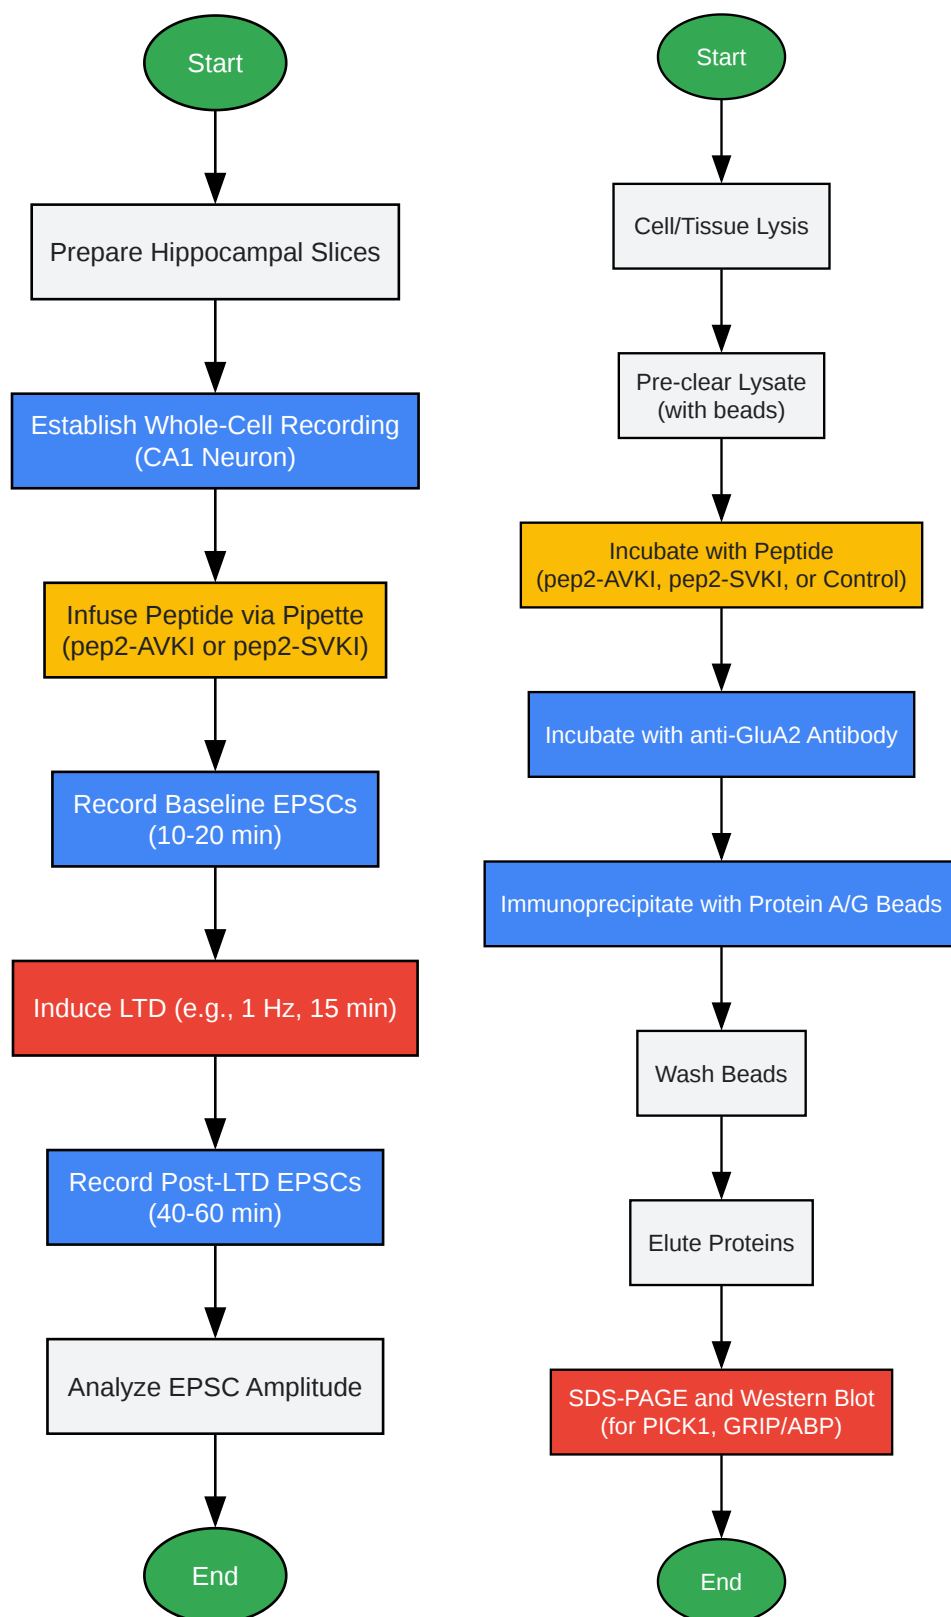 Start
Prepare Hippocampal Slices
Establish Whole-Cell Recording
(CA1 Neuron)
Infuse Peptide via Pipette
(pep2-AVKI or pep2-SVKI)
Record Baseline EPSCs
(10-20 min)
Induce LTD (e.g., 1 Hz, 15 min)
Record Post-LTD EPSCs
(40-60 min)
Analyze EPSC Amplitude
End
Start
Cell/Tissue Lysis
Pre-clear Lysate
(with beads)
Incubate with Peptide
(pep2-AVKI, pep2-SVKI, or Control)
Incubate with anti-GluA2 Antibody
Immunoprecipitate with Protein A/G Beads
Wash Beads
Elute Proteins
SDS-PAGE and Western Blot
(for PICK1, GRIP/ABP)
End